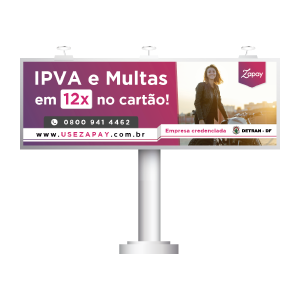 IPVA e Multas
em 12x no cartão!
0800 941 4462
www.USEZAPAY.com.br
Zapay
Empresa credenciada DETRAN - DF